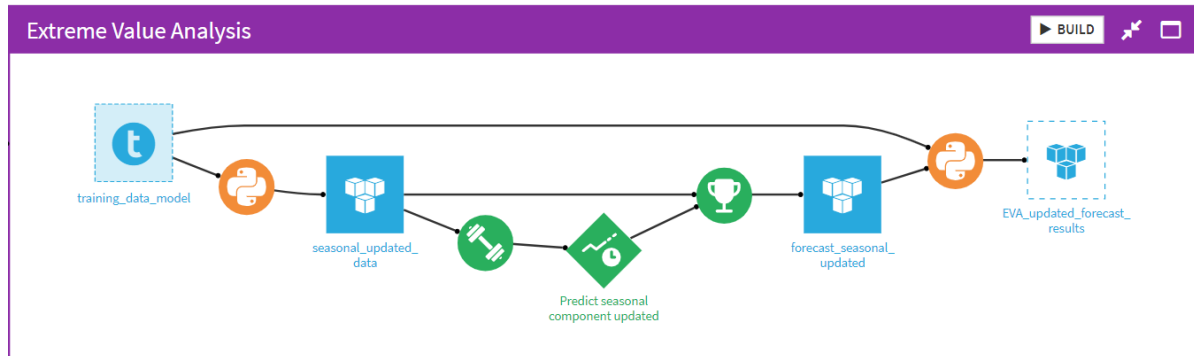 Extreme Value Analysis
BUILD
t
training_data_model
seasonal_updated_
data
Predict seasonal
component updated
forecast_seasonal_
updated
EVA_updated_forecast_
results